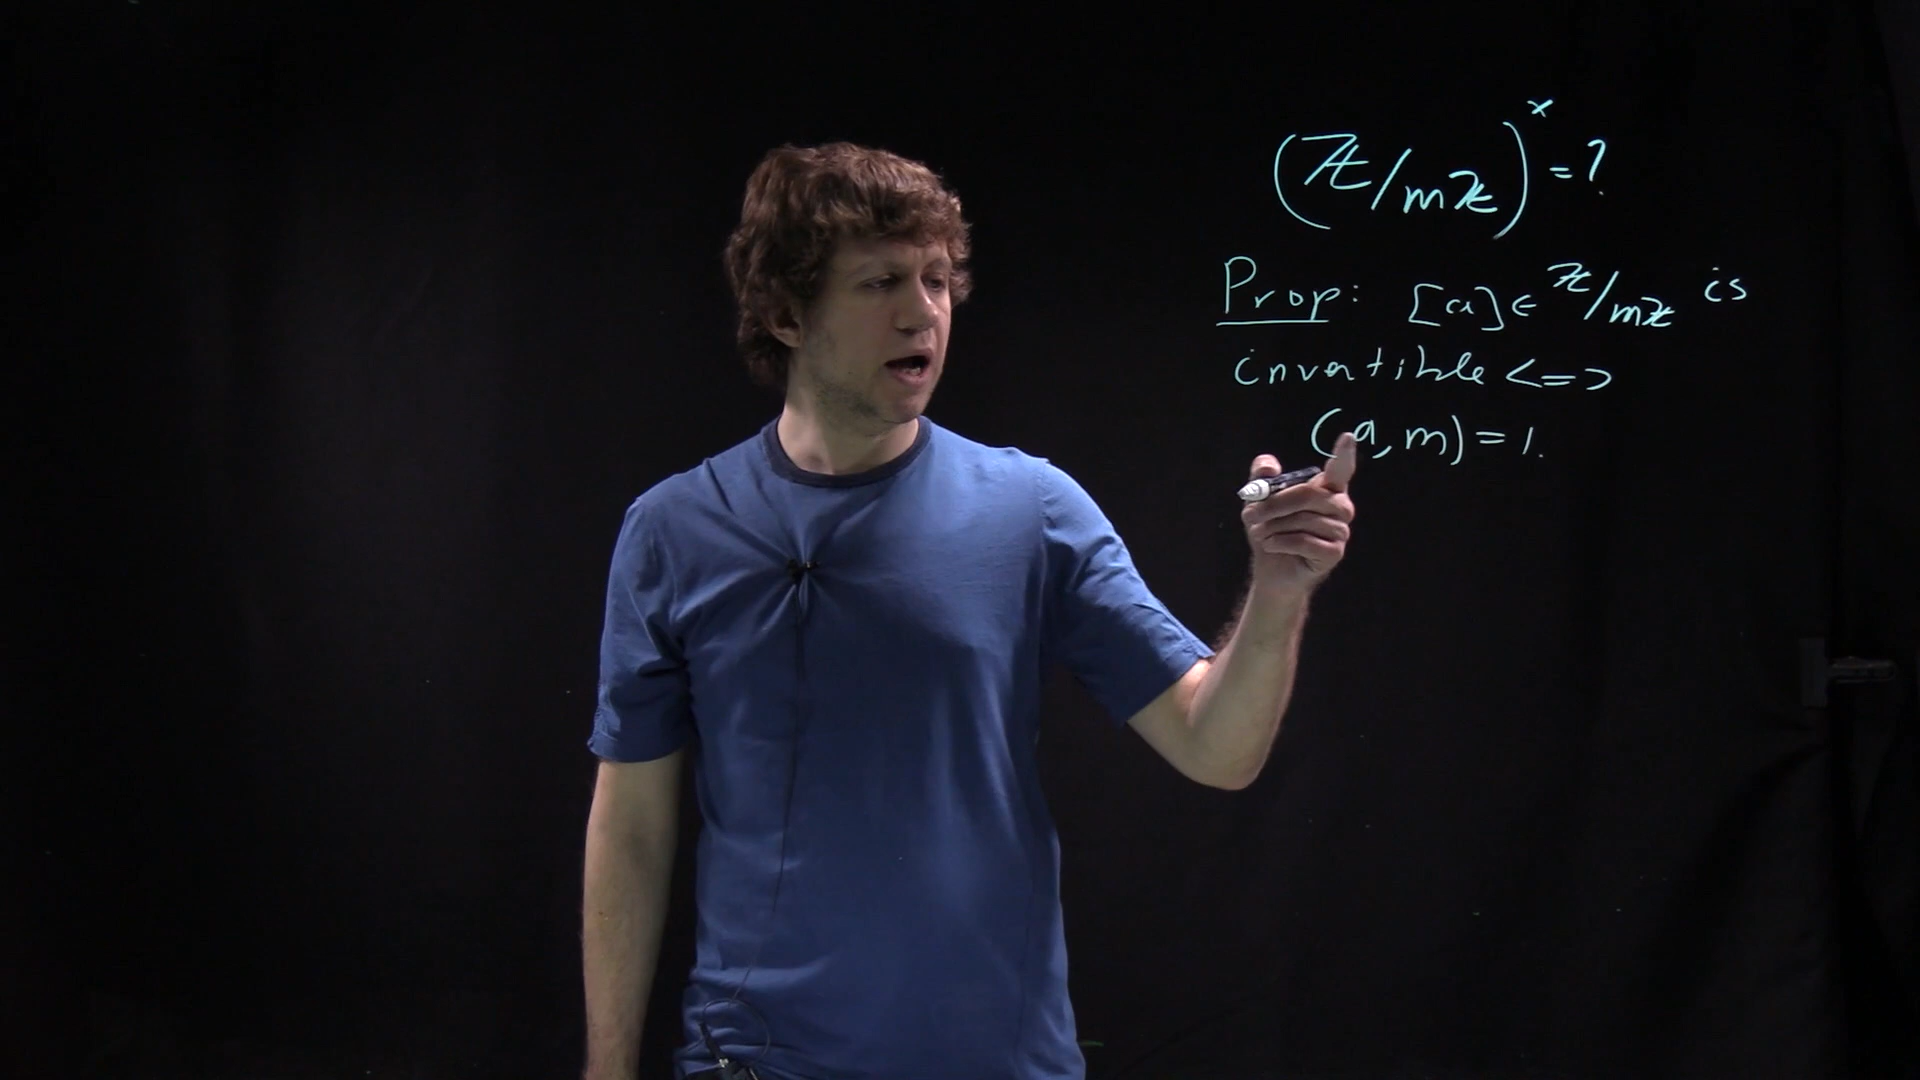 (ℤ/mℤ)^× = ?
Prop: [a] ∈ ℤ/mℤ is
invertible <=>
(a, m) = 1.